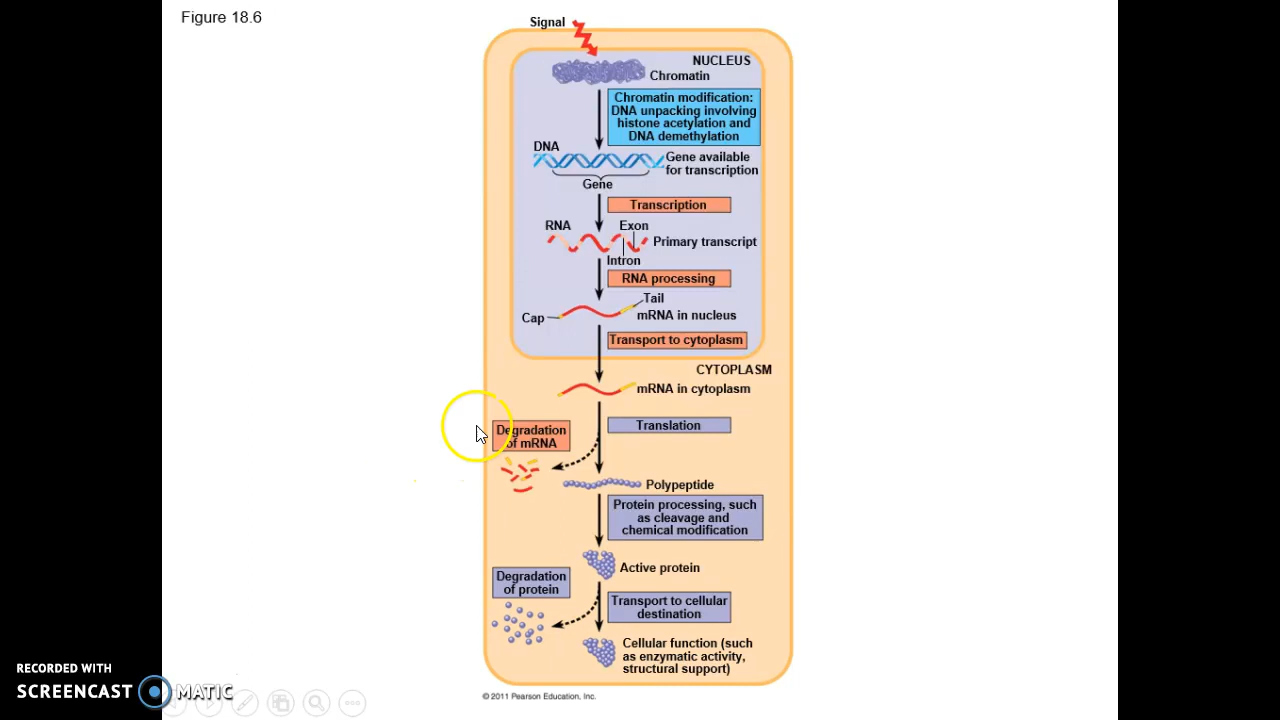 Figure 18.6
Signal
NUCLEUS
Chromatin
Chromatin modification:
DNA unpacking involving
histone acetylation and
DNA demethylation
DNA
Gene available
for transcription
Gene
Transcription
RNA
Exon
Primary transcript
Intron
RNA processing
Tail
Cap
mRNA in nucleus
Transport to cytoplasm
CYTOPLASM
mRNA in cytoplasm
Translation
Degradation
of mRNA
Polypeptide
Protein processing, such
as cleavage and
chemical modification
Active protein
Degradation
of protein
Transport to cellular
destination
Cellular function (such
as enzymatic activity,
structural support)
© 2011 Pearson Education, Inc.
RECORDED WITH
SCREENCAST MATIC